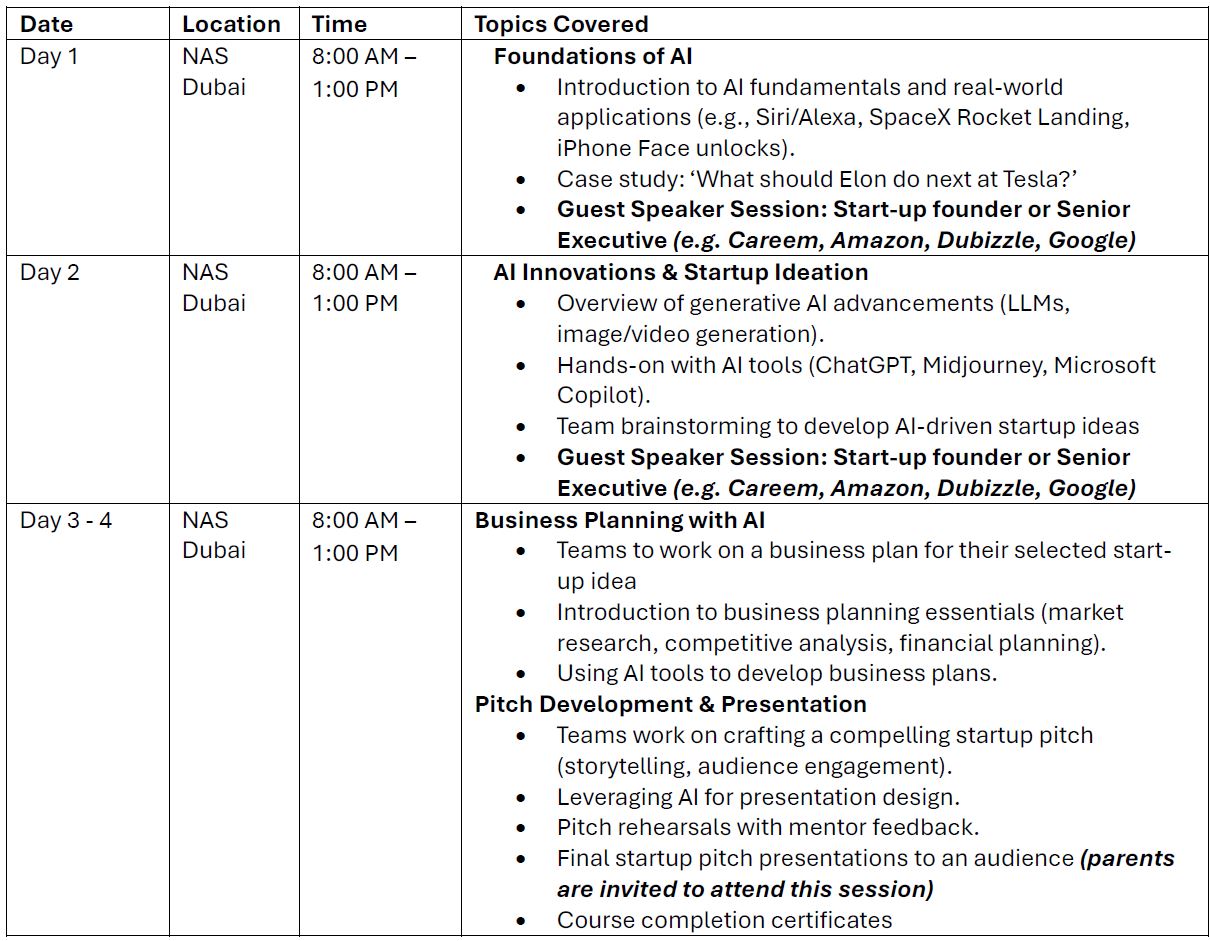 Date Location Time Topics Covered
Day 1
NAS
Dubai
8:00 AM –
1:00 PM
Foundations of AI
• Introduction to AI fundamentals and real-world
applications (e.g., Siri/Alexa, SpaceX Rocket Landing,
iPhone Face unlocks).
• Case study: ‘What should Elon do next at Tesla?’
• Guest Speaker Session: Start-up founder or Senior
Executive (e.g. Careem, Amazon, Dubizzle, Google)
Day 2
NAS
Dubai
8:00 AM –
1:00 PM
AI Innovations & Startup Ideation
• Overview of generative AI advancements (LLMs,
image/video generation).
• Hands-on with AI tools (ChatGPT, Midjourney, Microsoft
Copilot).
• Team brainstorming to develop AI-driven startup ideas
• Guest Speaker Session: Start-up founder or Senior
Executive (e.g. Careem, Amazon, Dubizzle, Google)
Day 3 - 4
NAS
Dubai
8:00 AM –
1:00 PM
Business Planning with AI
• Teams to work on a business plan for their selected start-
up idea
• Introduction to business planning essentials (market
research, competitive analysis, financial planning).
• Using AI tools to develop business plans.
Pitch Development & Presentation
• Teams work on crafting a compelling startup pitch
(storytelling, audience engagement).
• Leveraging AI for presentation design.
• Pitch rehearsals with mentor feedback.
• Final startup pitch presentations to an audience (parents
are invited to attend this session)
• Course completion certificates